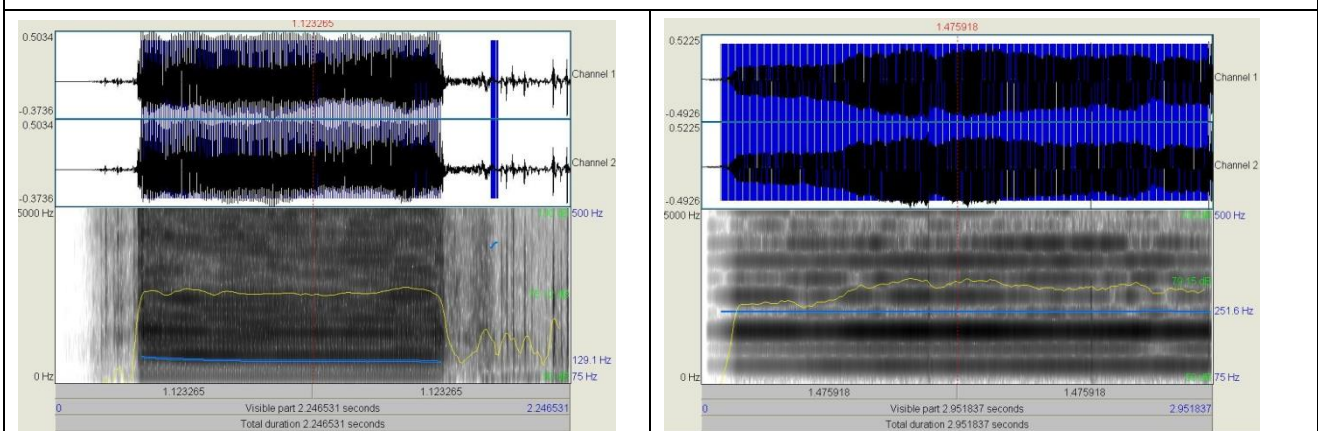 1.123265
0.5034
Channel 1
-0.3736
0.5034
Channel 2
-0.3736
5000 Hz
500 Hz
129.1 Hz
0 Hz
75 Hz
1.123265
1.123265
0
Visible part 2.246531 seconds
2.246531
Total duration 2.246531 seconds
1.475918
0.5225
Channel 1
-0.4926
0.5225
Channel 2
-0.4926
5000 Hz
500 Hz
79.15 dB
251.6 Hz
0 Hz
75 Hz
1.475918
1.475918
0
Visible part 2.951837 seconds
2.951837
Total duration 2.951837 seconds